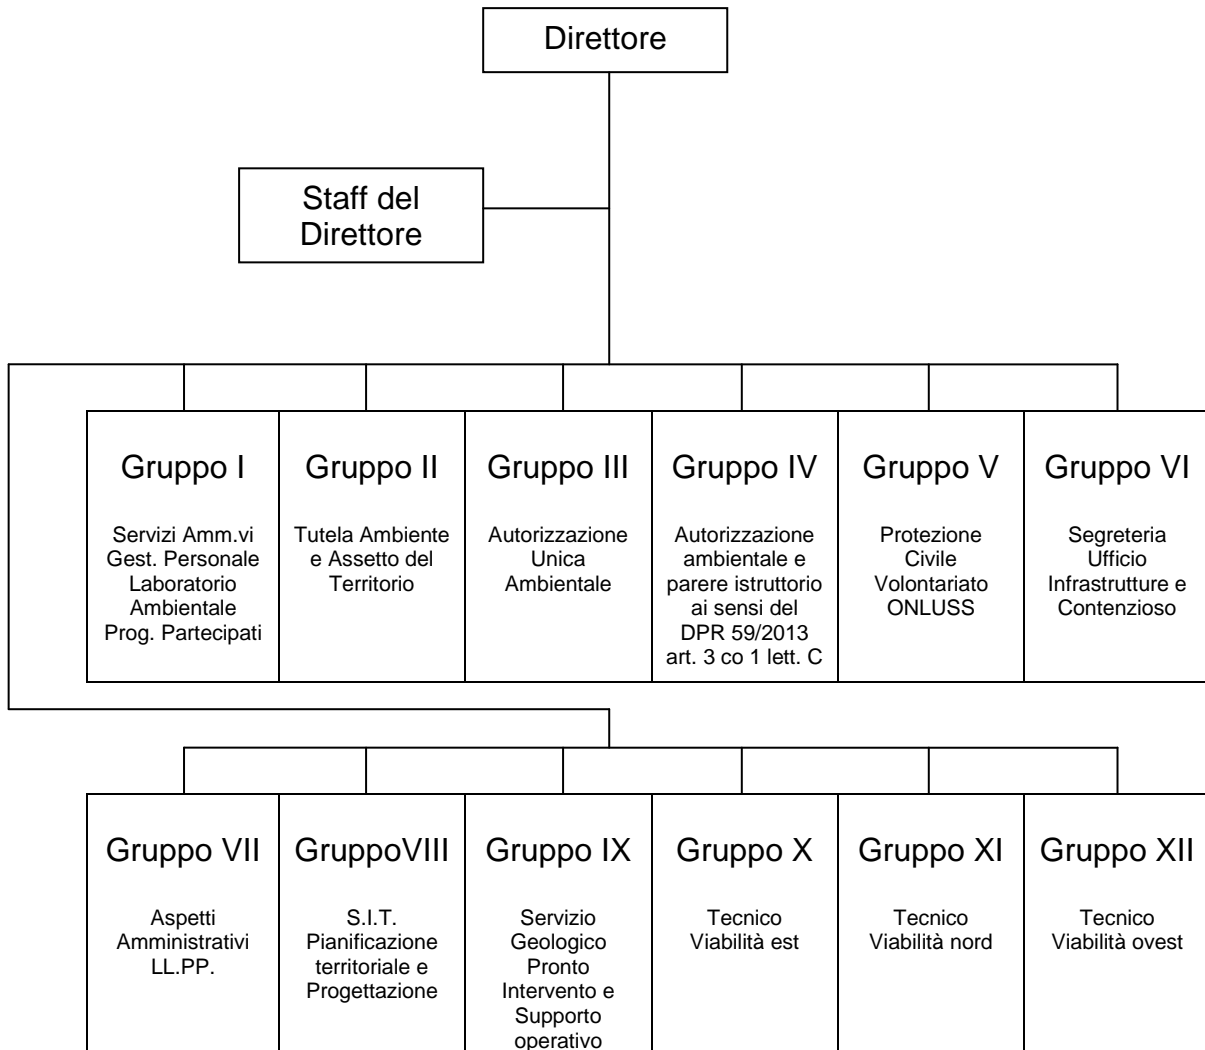 Direttore
Staff del
Direttore
Gruppo I
Servizi Amm.vi
Gest. Personale
Laboratorio
Ambientale
Prog. Partecipati
Gruppo II
Tutela Ambiente
e Assetto del
Territorio
Gruppo III
Autorizzazione
Unica
Ambientale
Gruppo IV
Autorizzazione
ambientale e
parere istruttorio
ai sensi del
DPR 59/2013
art. 3 co 1 lett. C
Gruppo V
Protezione
Civile
Volontariato
ONLUSS
Gruppo VI
Segreteria
Ufficio
Infrastrutture e
Contenzioso
Gruppo VII
Aspetti
Amministrativi
LL.PP.
GruppoVIII
S.I.T.
Pianificazione
territoriale e
Progettazione
Gruppo IX
Servizio
Geologico
Pronto
Intervento e
Supporto
operativo
Gruppo X
Tecnico
Viabilità est
Gruppo XI
Tecnico
Viabilità nord
Gruppo XII
Tecnico
Viabilità ovest